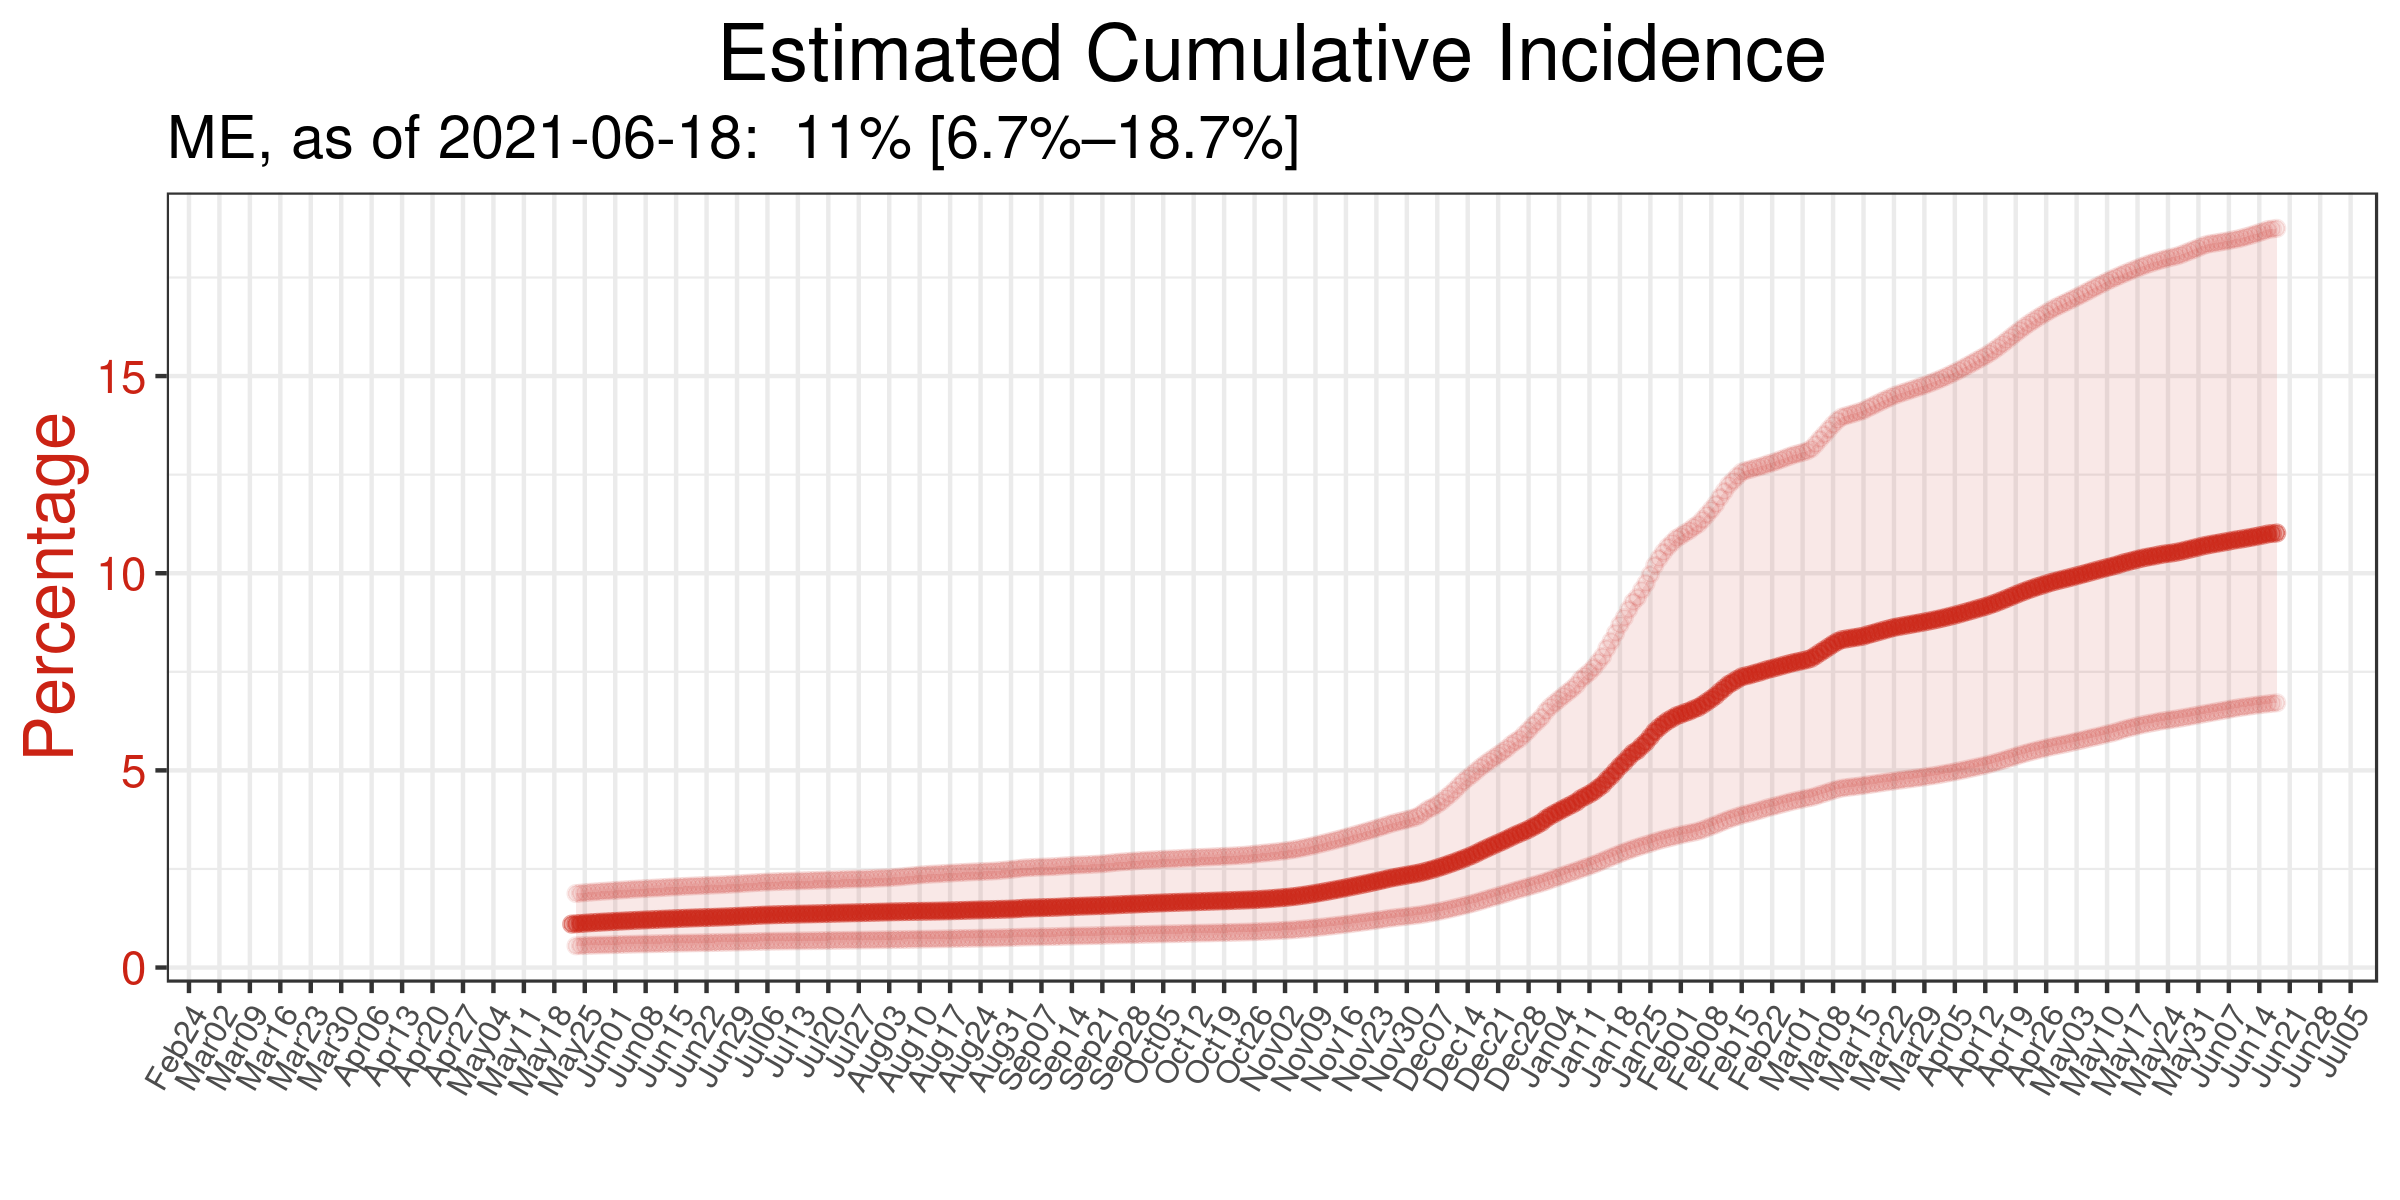 Estimated Cumulative Incidence
ME, as of 2021-06-18:  11% [6.7%–18.7%]
Percentage
15
10
5
0
Feb24
Mar02
Mar09
Mar16
Mar23
Mar30
Apr06
Apr13
Apr20
Apr27
May04
May11
May18
May25
Jun01
Jun08
Jun15
Jun22
Jun29
Jul06
Jul13
Jul20
Jul27
Aug03
Aug10
Aug17
Aug24
Aug31
Sep07
Sep14
Sep21
Sep28
Oct05
Oct12
Oct19
Oct26
Nov02
Nov09
Nov16
Nov23
Nov30
Dec07
Dec14
Dec21
Dec28
Jan04
Jan11
Jan18
Jan25
Feb01
Feb08
Feb15
Feb22
Mar01
Mar08
Mar15
Mar22
Mar29
Apr05
Apr12
Apr19
Apr26
May03
May10
May17
May24
May31
Jun07
Jun14
Jun21
Jun28
Jul05